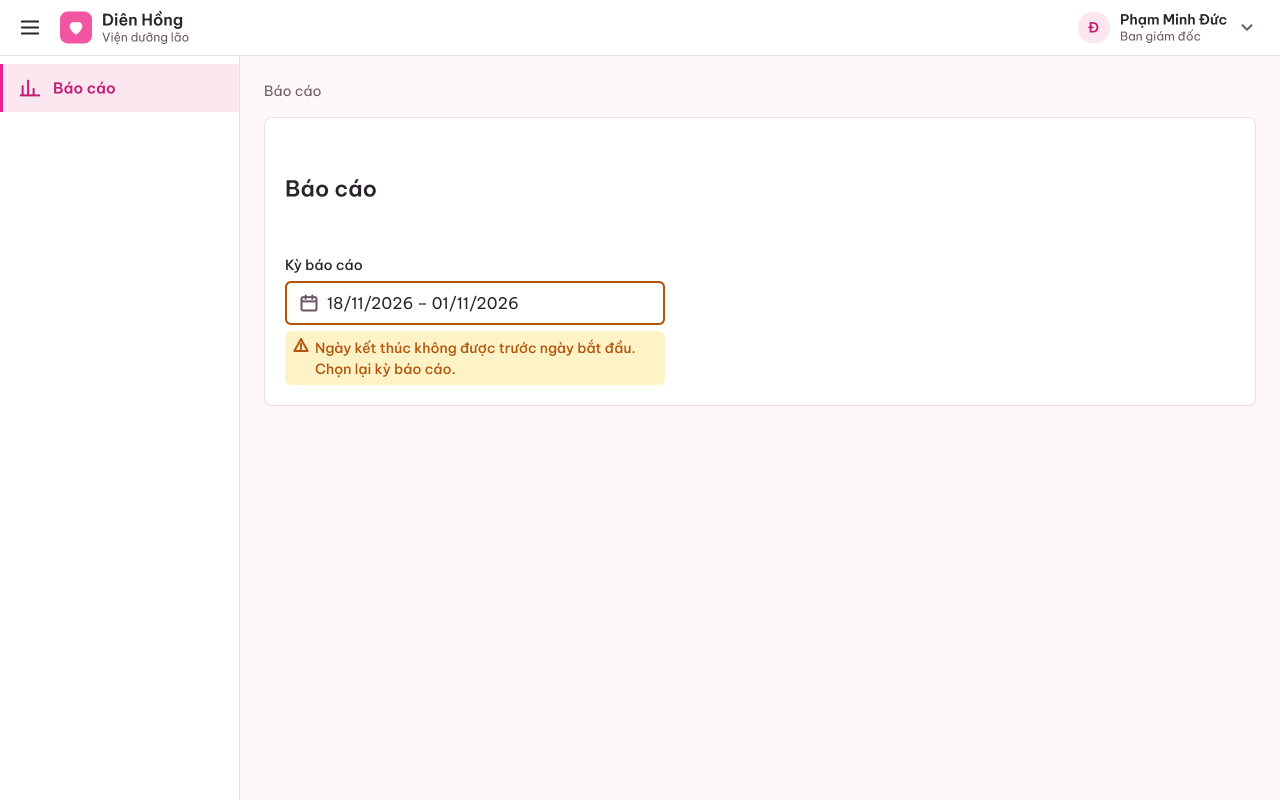 Diên Hồng
Viện dưỡng lão
Đ
Phạm Minh Đức
Ban giám đốc
Báo cáo
Báo cáo
Báo cáo
Kỳ báo cáo
18/11/2026 – 01/11/2026
Ngày kết thúc không được trước ngày bắt đầu.
Chọn lại kỳ báo cáo.